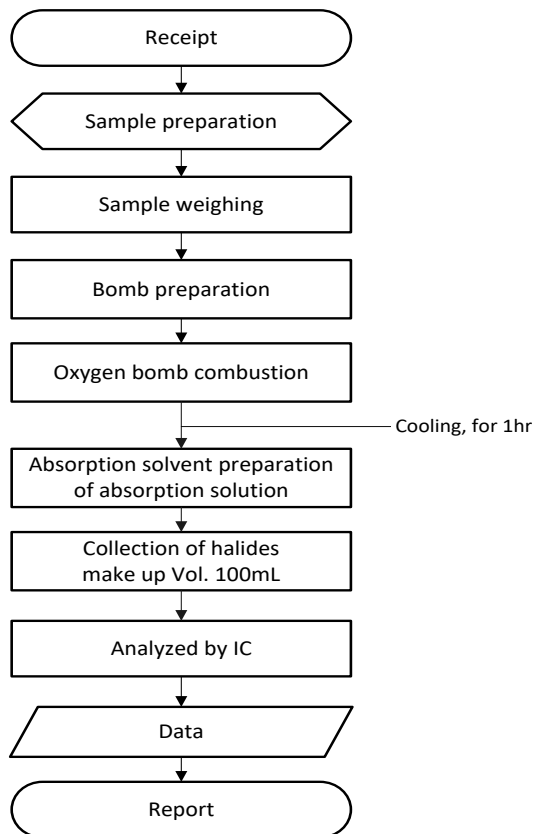 Receipt
Sample preparation
Sample weighing
Bomb preparation
Oxygen bomb combustion
Cooling, for 1hr
Absorption solvent preparation
of absorption solution
Collection of halides
make up Vol. 100mL
Analyzed by IC
Data
Report